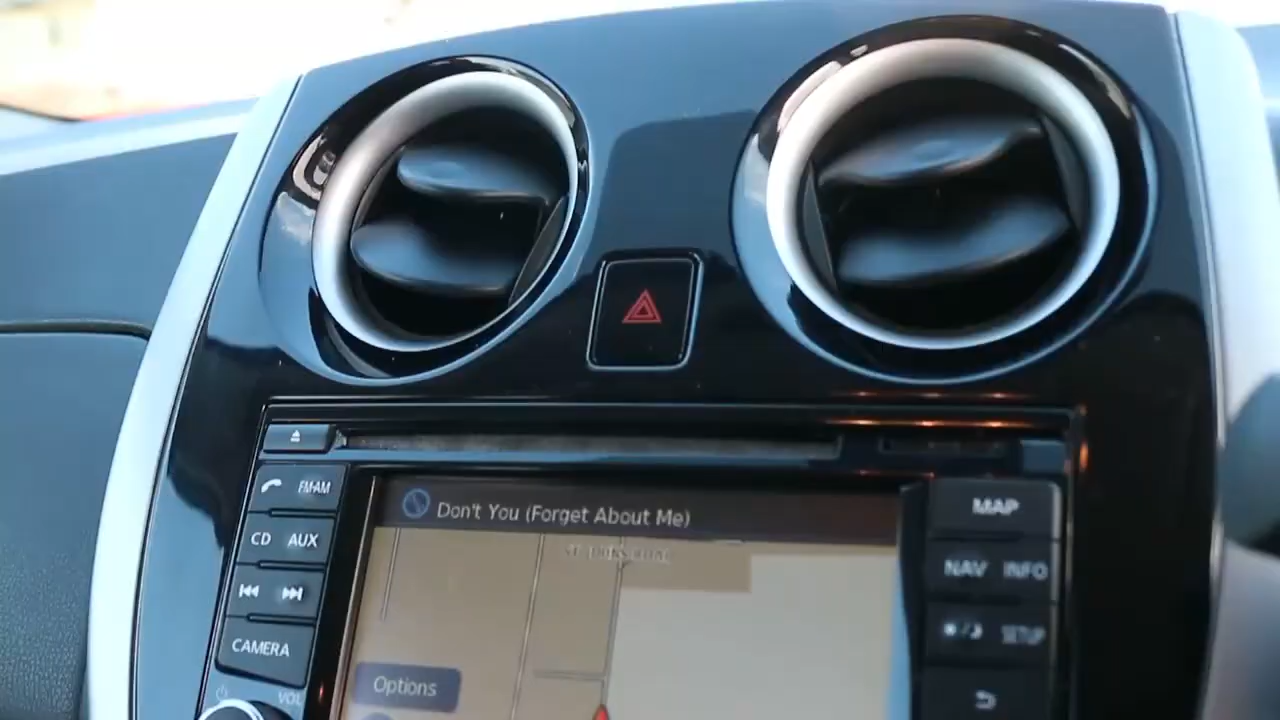 FM·AM
CD AUX
CAMERA
VOL
Don't You (Forget About Me)
Options
MAP
NAV INFO
SETUP